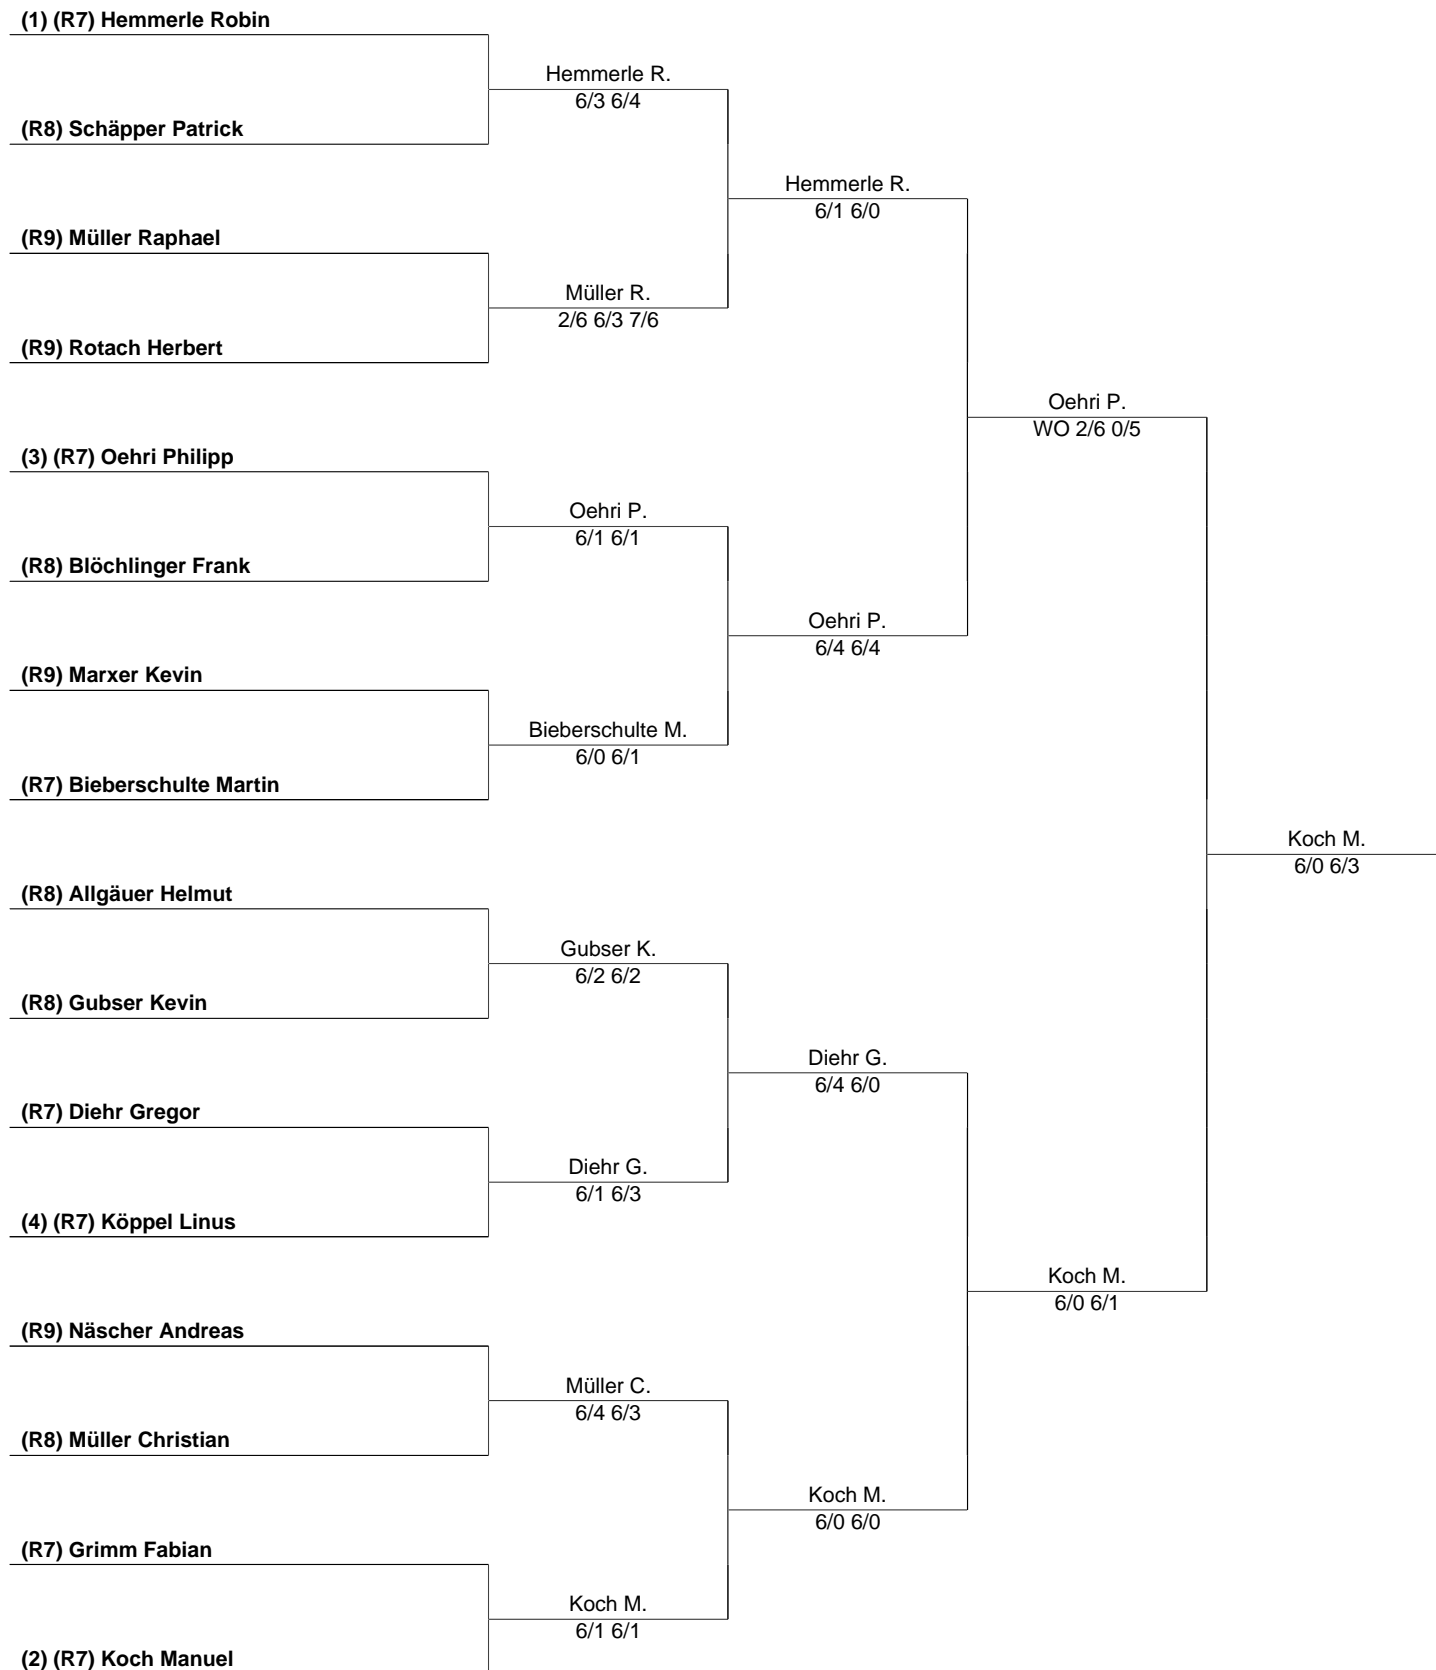 (1) (R7) Hemmerle Robin
Hemmerle R.
6/3 6/4
(R8) Schäpper Patrick
Hemmerle R.
6/1 6/0
(R9) Müller Raphael
Müller R.
2/6 6/3 7/6
(R9) Rotach Herbert
Oehri P.
WO 2/6 0/5
(3) (R7) Oehri Philipp
Oehri P.
6/1 6/1
(R8) Blöchlinger Frank
Oehri P.
6/4 6/4
(R9) Marxer Kevin
Bieberschulte M.
6/0 6/1
(R7) Bieberschulte Martin
Koch M.
6/0 6/3
(R8) Allgäuer Helmut
Gubser K.
6/2 6/2
(R8) Gubser Kevin
Diehr G.
6/4 6/0
(R7) Diehr Gregor
Diehr G.
6/1 6/3
(4) (R7) Köppel Linus
Koch M.
6/0 6/1
(R9) Näscher Andreas
Müller C.
6/4 6/3
(R8) Müller Christian
Koch M.
6/0 6/0
(R7) Grimm Fabian
Koch M.
6/1 6/1
(2) (R7) Koch Manuel